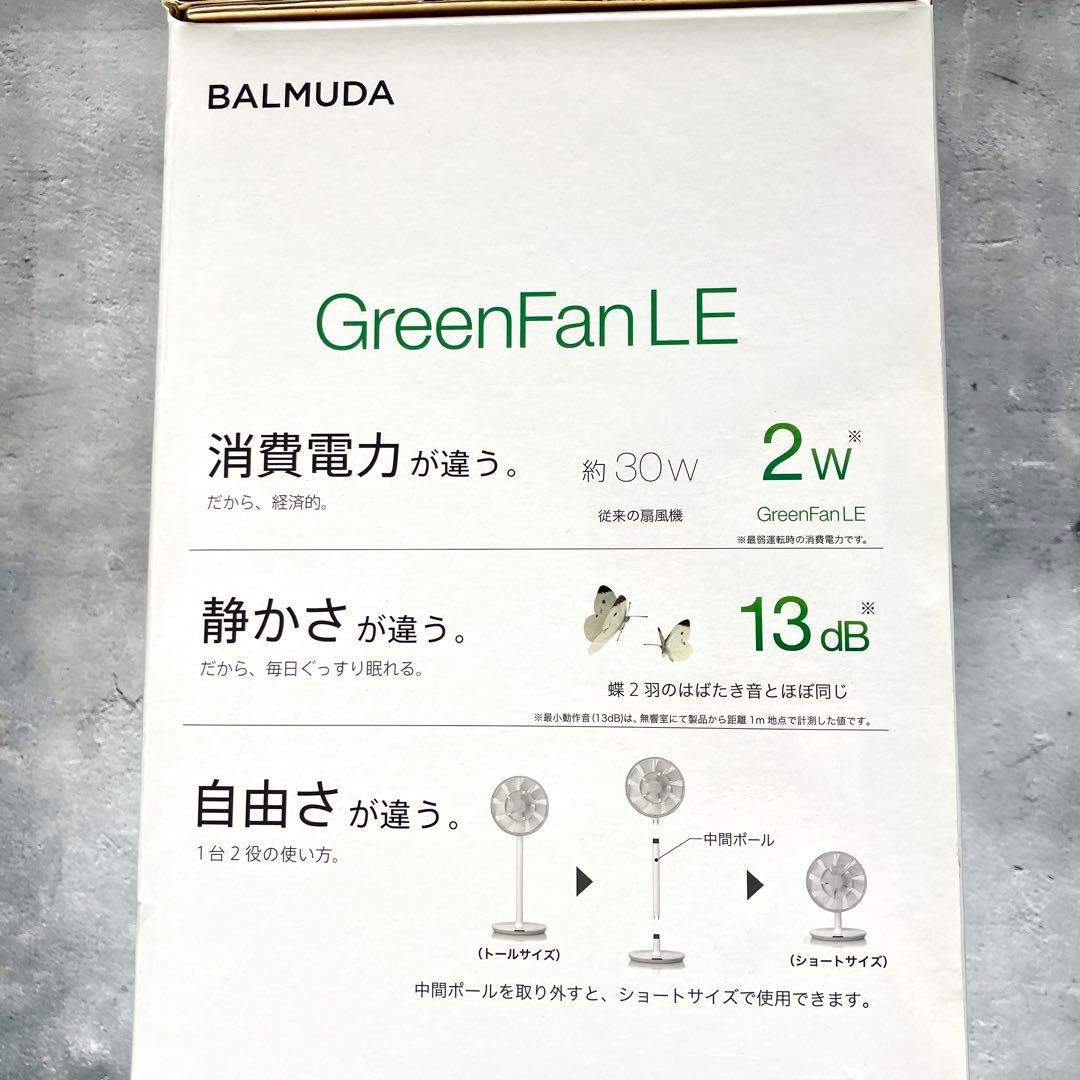 BALMUDA
GreenFan LE
消費電力が違う。
だから、経済的。
約30W
従来の扇風機
2W※
GreenFan LE
※最弱運転時の消費電力です。
静かさが違う。
だから、毎日ぐっすり眠れる。
13dB※
蝶2羽のはばたき音とほぼ同じ
※最小動作音(13dB)は、無響室にて製品から距離1m地点で計測した値です。
自由さが違う。
1台2役の使い方。
中間ポール
(トールサイズ)
(ショートサイズ)
中間ポールを取り外すと、ショートサイズで使用できます。